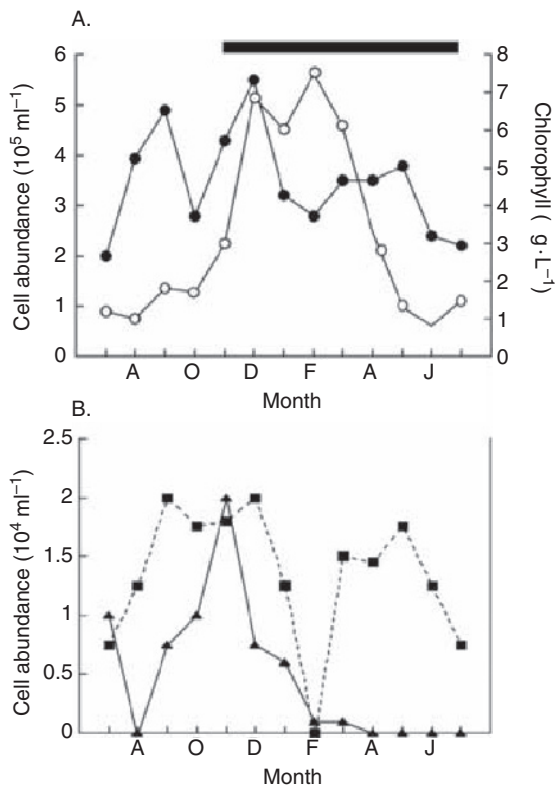 A.
6
5
4
3
2
1
0
Cell abundance (10⁵ ml⁻¹)
8
7
6
5
4
3
2
1
0
Chlorophyll ( g·L⁻¹)
A O D F A J
Month
B.
2.5
2
1.5
1
0.5
0
Cell abundance (10⁴ ml⁻¹)
A O D F A J
Month